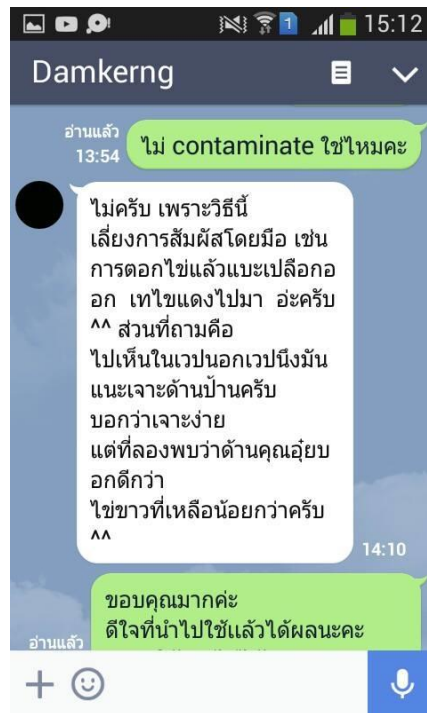 1 15:12
Damkerng
อ่านแล้ว
13:54
ไม่ contaminate ใช่ไหมคะ
ไม่ครับ เพราะวิธีนี้
เลี่ยงการสัมผัสโดยมือ เช่น
การตอกไข่แล้วแบะเปลือกอ
อก เทไขแดงไปมา อ่ะครับ
^^ ส่วนที่ถามคือ
ไปเห็นในเวปนอกเวปนึงมัน
แนะเจาะด้านป้านครับ
บอกว่าเจาะง่าย
แต่ที่ลองพบว่าด้านคุณอุ๋ยบ
อกดีกว่า
ไข่ขาวที่เหลือน้อยกว่าครับ
^^
14:10
ขอบคุณมากค่ะ
ดีใจที่นำไปใช้แล้วได้ผลนะคะ
อ่านแล้ว